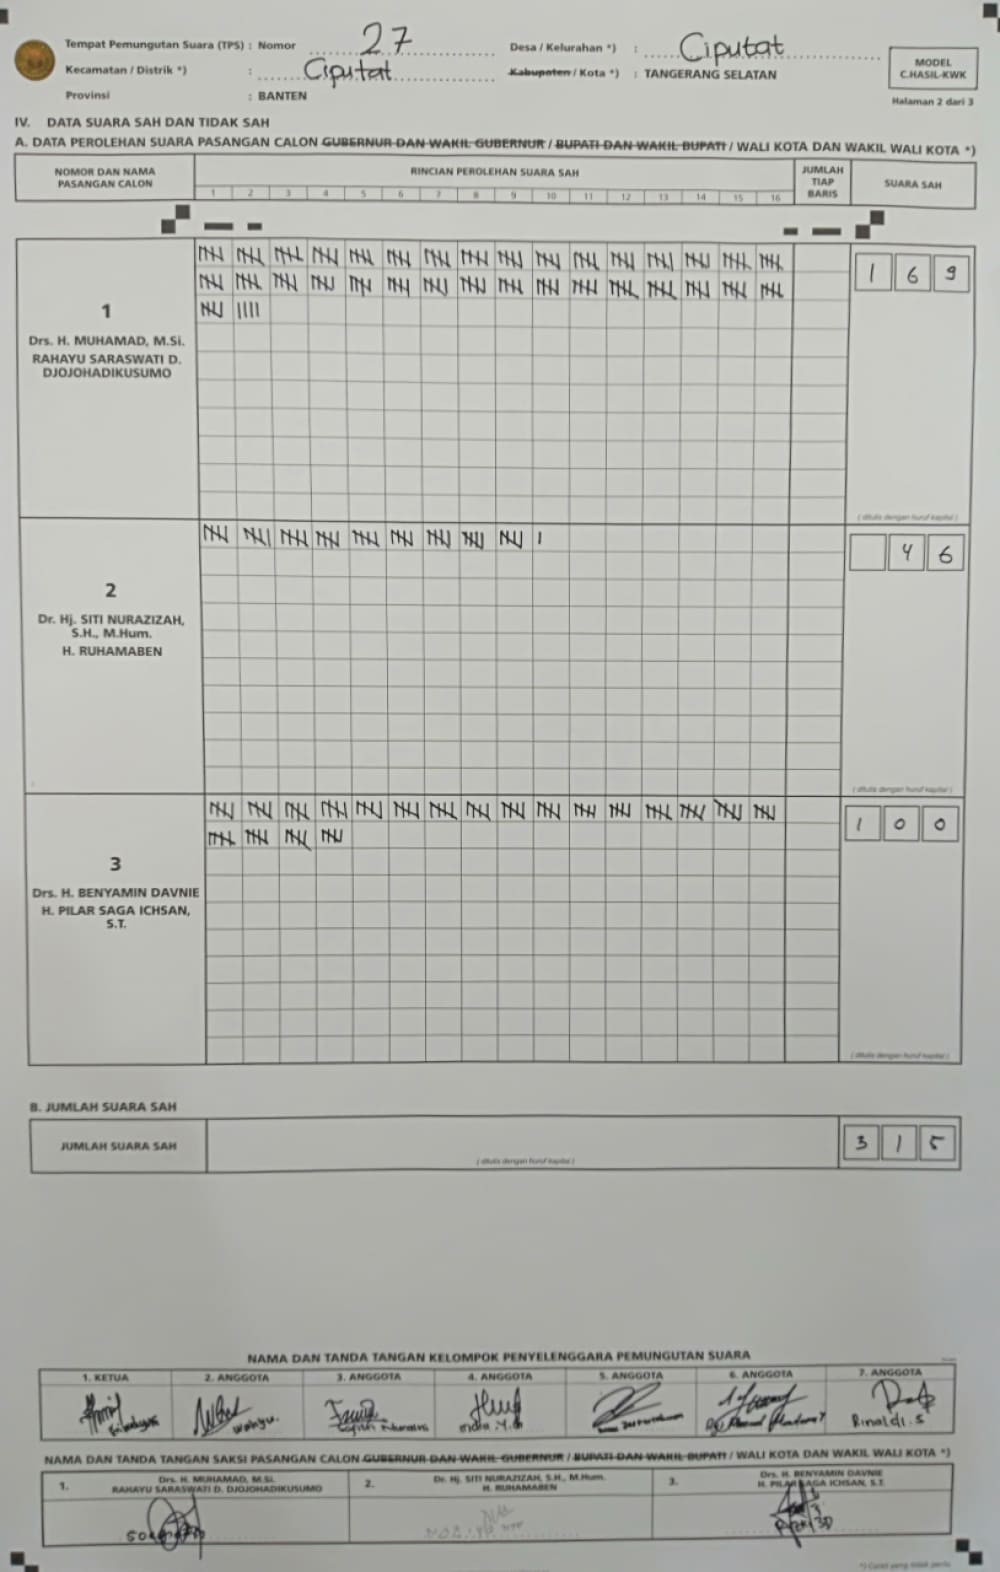 Tempat Pemungutan Suara (TPS) : Nomor 27 Desa / Kelurahan *) : Ciputat
Kecamatan / Distrik *) : Ciputat Kabupaten / Kota *) : TANGERANG SELATAN
MODEL
C.HASIL-KWK
Provinsi : BANTEN
Halaman 2 dari 3
IV. DATA SUARA SAH DAN TIDAK SAH
A. DATA PEROLEHAN SUARA PASANGAN CALON GUBERNUR DAN WAKIL GUBERNUR / BUPATI DAN WAKIL BUPATI / WALI KOTA DAN WAKIL WALI KOTA *)
NOMOR DAN NAMA
PASANGAN CALON
RINCIAN PEROLEHAN SUARA SAH
1 2 3 4 5 6 7 8 9 10 11 12 13 14 15 16
JUMLAH
TIAP
BARIS
SUARA SAH
1
Drs. H. MUHAMAD, M.Si.
RAHAYU SARASWATI D.
DJOJOHADIKUSUMO
1 6 9
( ditulis dengan huruf kapital )
2
Dr. Hj. SITI NURAZIZAH,
S.H., M.Hum.
H. RUHAMABEN
4 6
( ditulis dengan huruf kapital )
3
Drs. H. BENYAMIN DAVNIE
H. PILAR SAGA ICHSAN,
S.T.
1 0 0
( ditulis dengan huruf kapital )
B. JUMLAH SUARA SAH
JUMLAH SUARA SAH
( ditulis dengan huruf kapital )
3 1 5
NAMA DAN TANDA TANGAN KELOMPOK PENYELENGGARA PEMUNGUTAN SUARA
1. KETUA 2. ANGGOTA 3. ANGGOTA 4. ANGGOTA 5. ANGGOTA 6. ANGGOTA 7. ANGGOTA
Wahyu. Indra .Y.G Rinaldi. S
NAMA DAN TANDA TANGAN SAKSI PASANGAN CALON GUBERNUR DAN WAKIL GUBERNUR / BUPATI DAN WAKIL BUPATI / WALI KOTA DAN WAKIL WALI KOTA *)
1. Drs. H. MUHAMAD, M.Si.
RAHAYU SARASWATI D. DJOJOHADIKUSUMO
2. Dr. Hj. SITI NURAZIZAH, S.H., M.Hum.
H. RUHAMABEN
3. Drs. H. BENYAMIN DAVNIE
H. PILAR SAGA ICHSAN, S.T.
*) Coret yang tidak perlu